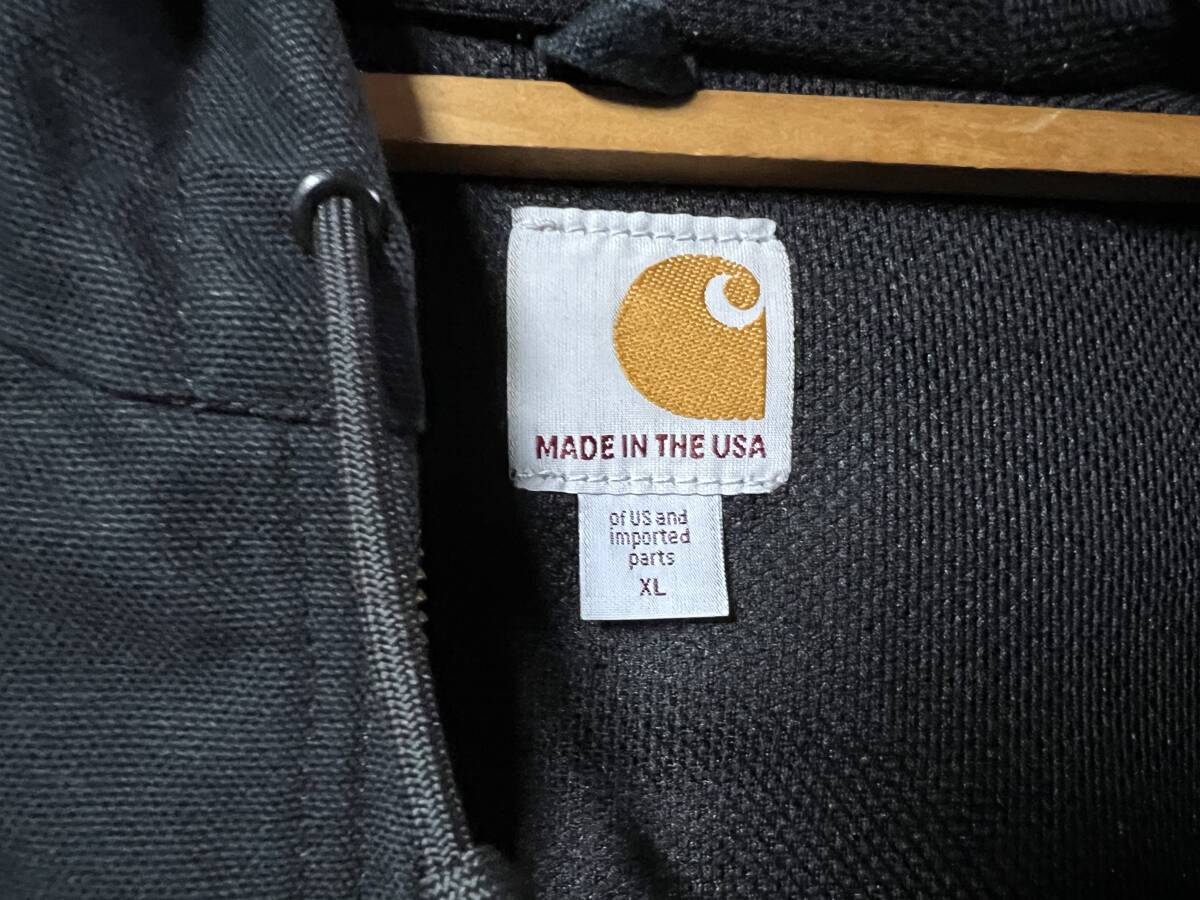 MADE IN THE USA
of US and
imported
parts
XL